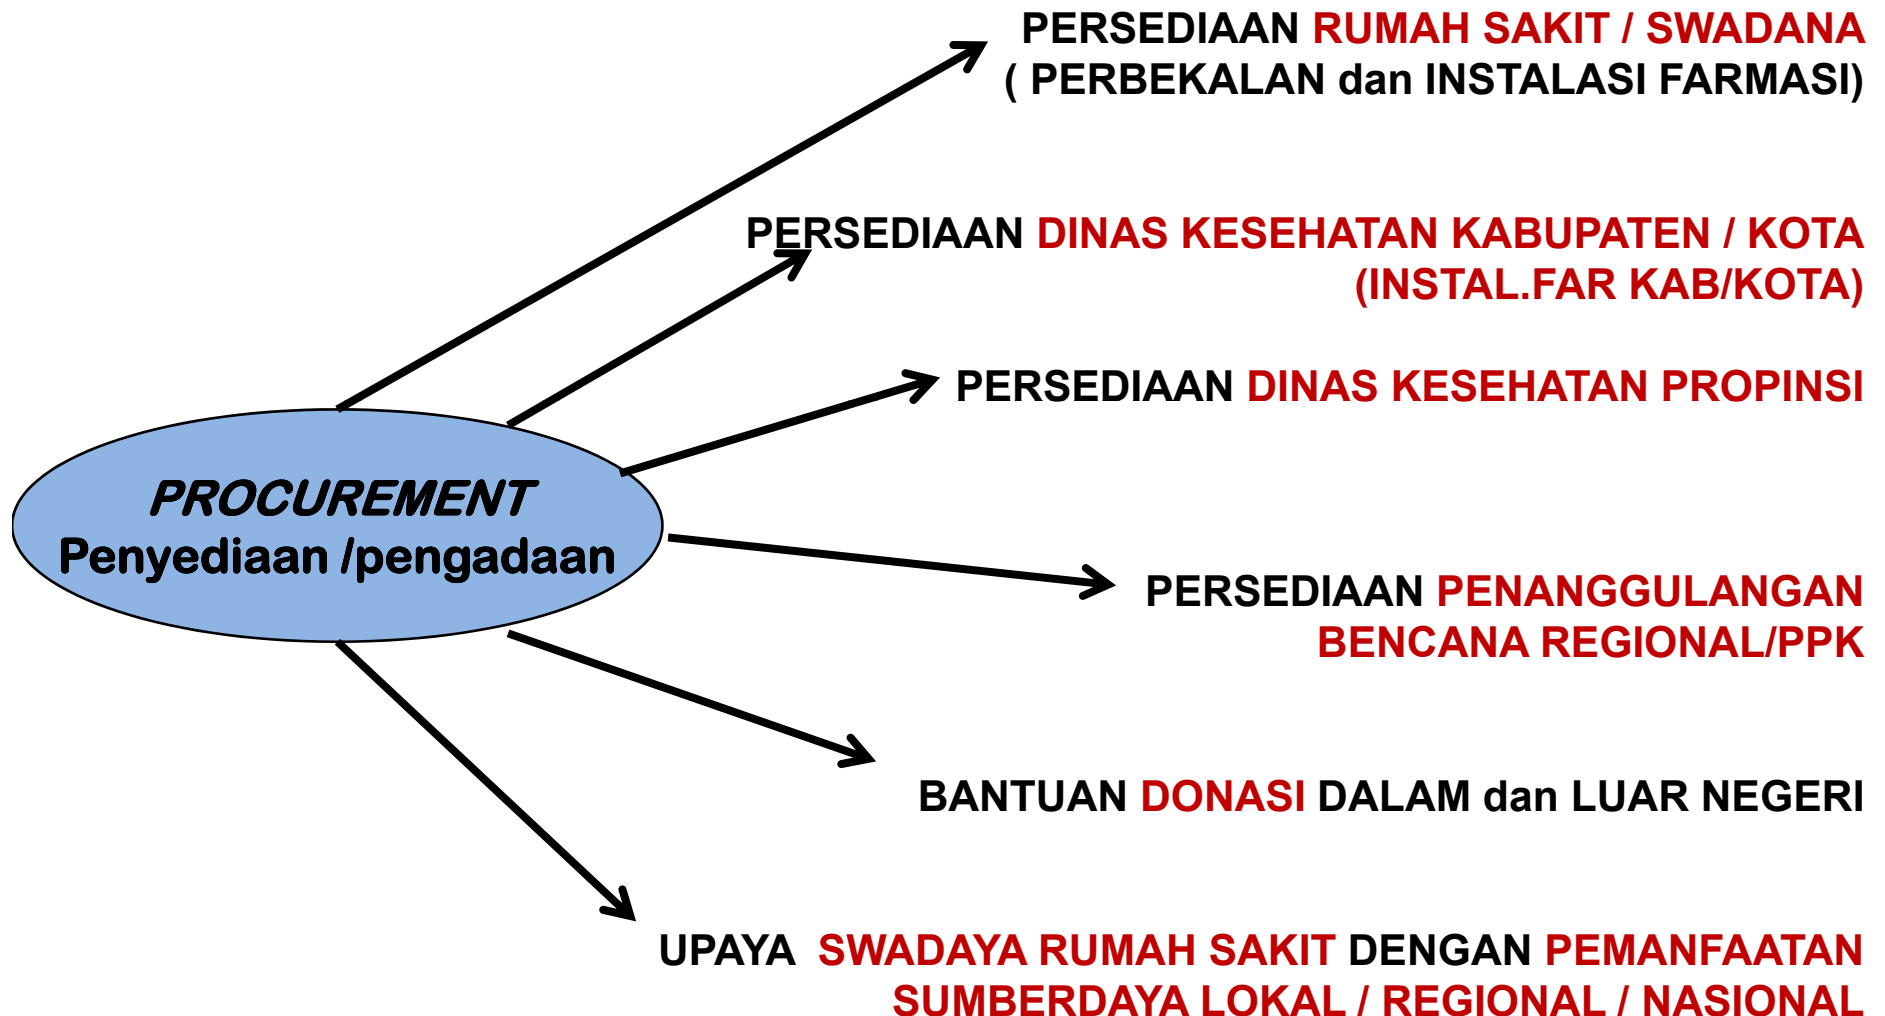 PERSEDIAAN RUMAH SAKIT / SWADANA
( PERBEKALAN dan INSTALASI FARMASI)
PERSEDIAAN DINAS KESEHATAN KABUPATEN / KOTA
(INSTAL.FAR KAB/KOTA)
PERSEDIAAN DINAS KESEHATAN PROPINSI
PROCUREMENT
Penyediaan /pengadaan
PERSEDIAAN PENANGGULANGAN
BENCANA REGIONAL/PPK
BANTUAN DONASI DALAM dan LUAR NEGERI
UPAYA SWADAYA RUMAH SAKIT DENGAN PEMANFAATAN
SUMBERDAYA LOKAL / REGIONAL / NASIONAL